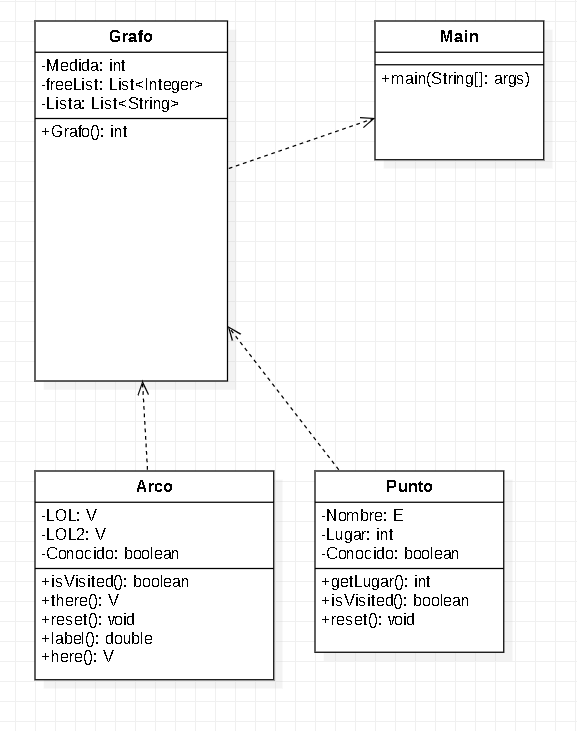 Grafo
-Medida: int
-freeList: List<Integer>
-Lista: List<String>
+Grafo(): int
Main
+main(String[]: args)
Arco
-LOL: V
-LOL2: V
-Conocido: boolean
+isVisited(): boolean
+there(): V
+reset(): void
+label(): double
+here(): V
Punto
-Nombre: E
-Lugar: int
-Conocido: boolean
+getLugar(): int
+isVisited(): boolean
+reset(): void